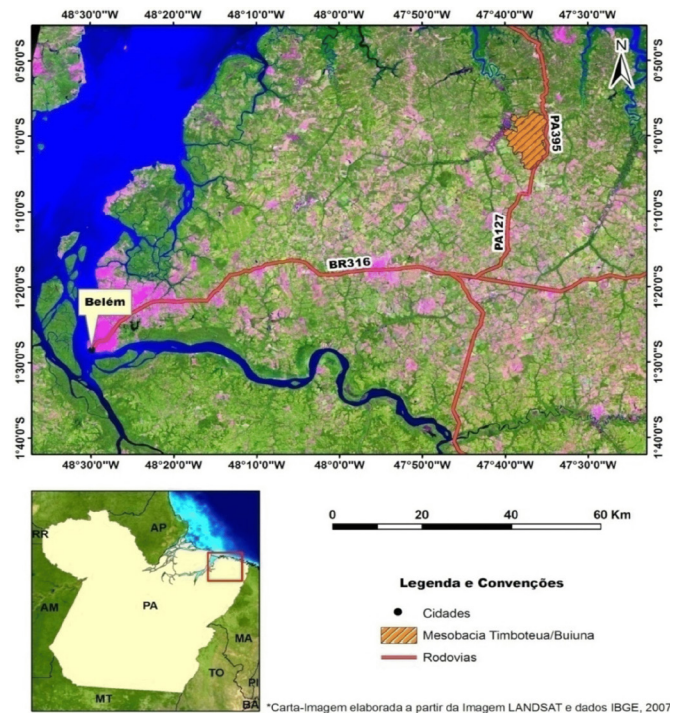 48°30'0"W 48°20'0"W 48°10'0"W 48°0'0"W 47°50'0"W 47°40'0"W 47°30'0"W
0°50'0"S
1°0'0"S
1°10'0"S
1°20'0"S
1°30'0"S
1°40'0"S
N
PA395
PA127
BR316
Belém
0°50'0"S
1°0'0"S
1°10'0"S
1°20'0"S
1°30'0"S
1°40'0"S
48°30'0"W 48°20'0"W 48°10'0"W 48°0'0"W 47°50'0"W 47°40'0"W 47°30'0"W
RR
AP
AM
PA
MA
TO
PI
MT
BA
0 20 40 60 Km
Legenda e Convenções
Cidades
Mesobacia Timboteua/Buiuna
Rodovias
*Carta-Imagem elaborada a partir da Imagem LANDSAT e dados IBGE, 2007